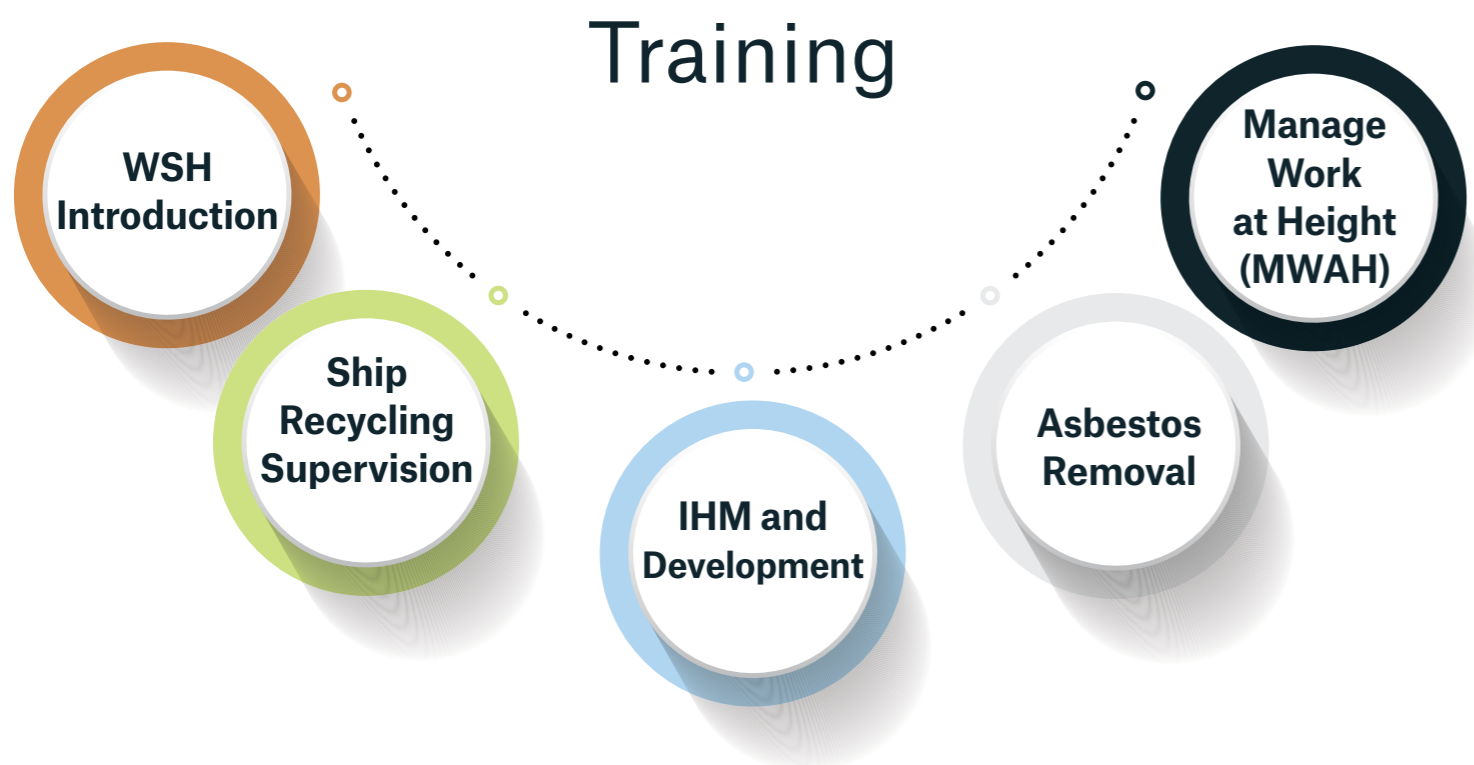 Training
WSH
Introduction
Ship
Recycling
Supervision
IHM and
Development
Asbestos
Removal
Manage
Work
at Height
(MWAH)